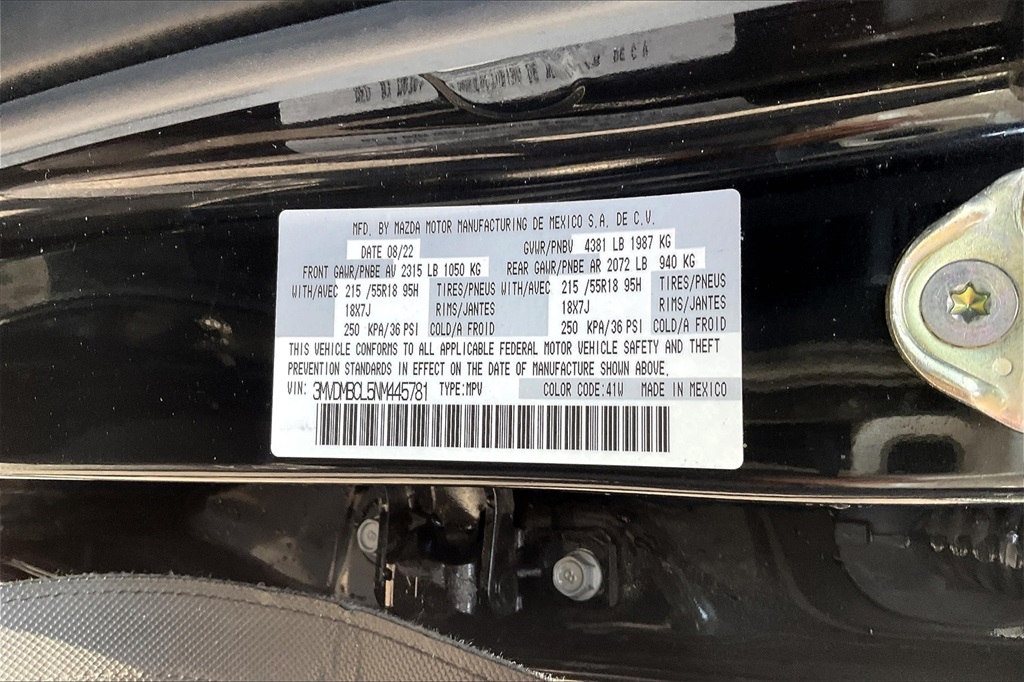 MFD. BY MAZDA MOTOR MANUFACTURING DE MEXICO S.A. DE C.V.
DATE 08/22 GVWR/PNBV 4381 LB 1987 KG
FRONT GAWR/PNBE AV 2315 LB 1050 KG REAR GAWR/PNBE AR 2072 LB 940 KG
WITH/AVEC 215 /55R18 95H TIRES/PNEUS WITH/AVEC 215 /55R18 95H TIRES/PNEUS
18X7J RIMS/JANTES 18X7J RIMS/JANTES
250 KPA/36 PSI COLD/A FROID 250 KPA/36 PSI COLD/A FROID
THIS VEHICLE CONFORMS TO ALL APPLICABLE FEDERAL MOTOR VEHICLE SAFETY AND THEFT
PREVENTION STANDARDS IN EFFECT ON THE DATE OF MANUFACTURE SHOWN ABOVE.
VIN: 3MVDMBCL5NM445781 TYPE:MPV COLOR CODE:41W MADE IN MEXICO